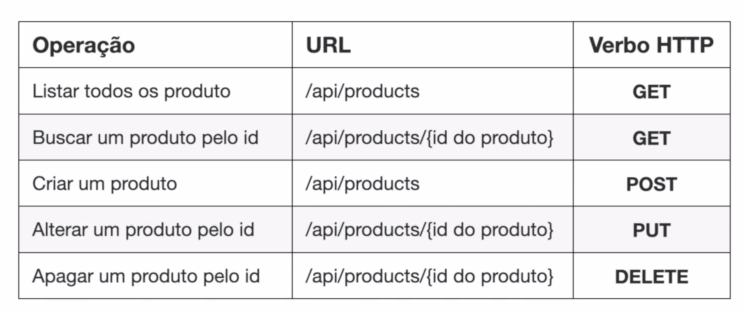 Operação URL Verbo HTTP
Listar todos os produto /api/products GET
Buscar um produto pelo id /api/products/{id do produto} GET
Criar um produto /api/products POST
Alterar um produto pelo id /api/products/{id do produto} PUT
Apagar um produto pelo id /api/products/{id do produto} DELETE